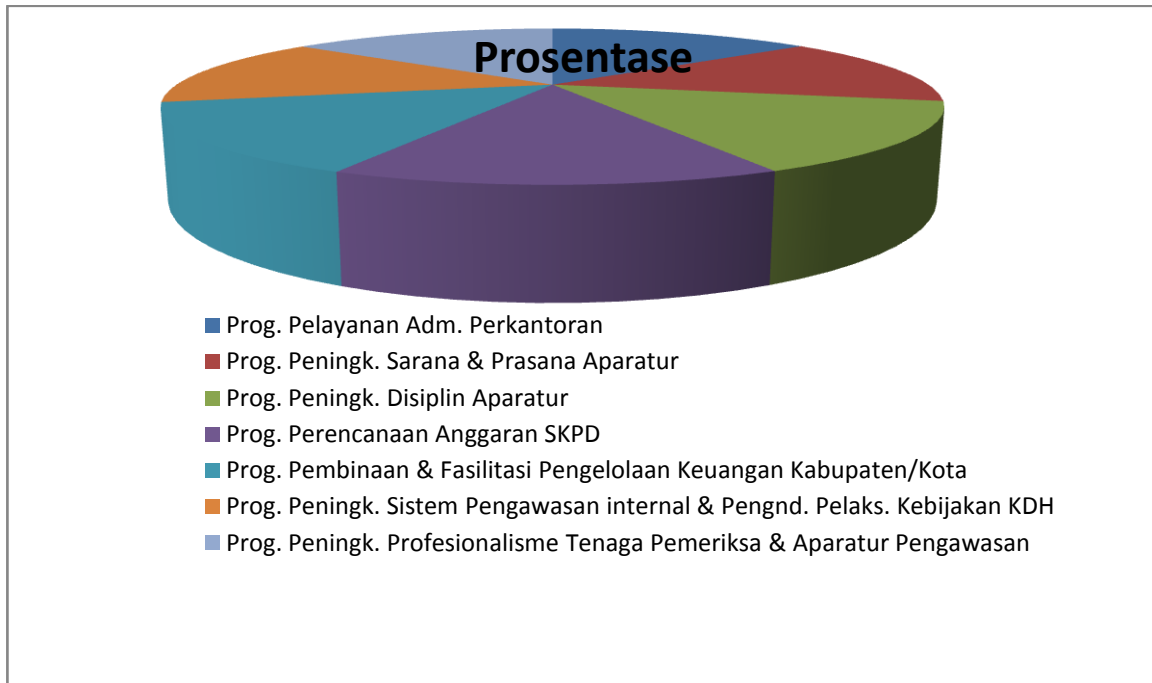 Prosentase
Prog. Pelayanan Adm. Perkantoran
Prog. Peningk. Sarana & Prasana Aparatur
Prog. Peningk. Disiplin Aparatur
Prog. Perencanaan Anggaran SKPD
Prog. Pembinaan & Fasilitasi Pengelolaan Keuangan Kabupaten/Kota
Prog. Peningk. Sistem Pengawasan internal & Pengnd. Pelaks. Kebijakan KDH
Prog. Peningk. Profesionalisme Tenaga Pemeriksa & Aparatur Pengawasan